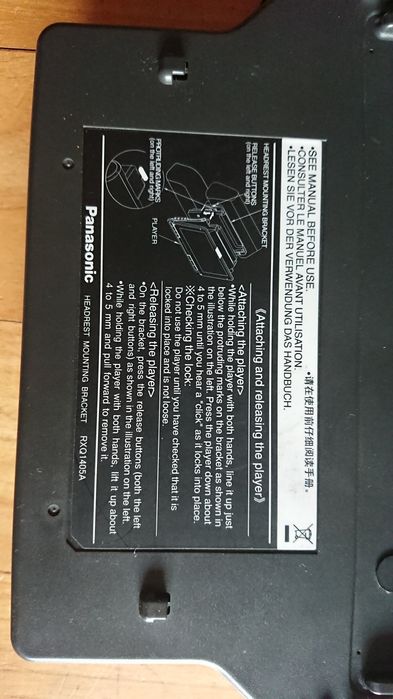 •SEE MANUAL BEFORE USE.
•CONSULTER LE MANUEL AVANT UTILISATION.
•LESEN SIE VOR DER VERWENDUNG DAS HANDBUCH.
•请在使用前仔细阅读手册。
HEADREST MOUNTING BRACKET
RELEASE BUTTONS
(on the left and right)
PLAYER
PROTRUDING MARKS
(on the left and right)
《Attaching and releasing the player》
<Attaching the player>
•While holding the player with both hands, line it up just
below the protruding marks on the bracket as shown in
the illustration on the left. Press the player down about
4 to 5 mm until you hear a "click" as it locks into place.
※Checking the lock:
Do not use the player until you have checked that it is
locked into place and is not loose.
<Releasing the player>
•On the bracket, press down release buttons (both the left
and right buttons) as shown in the illustration on the left.
•While holding the player with both hands, lift it up about
4 to 5 mm and pull forward to remove it.
Panasonic HEADREST MOUNTING BRACKET RXQ1405A